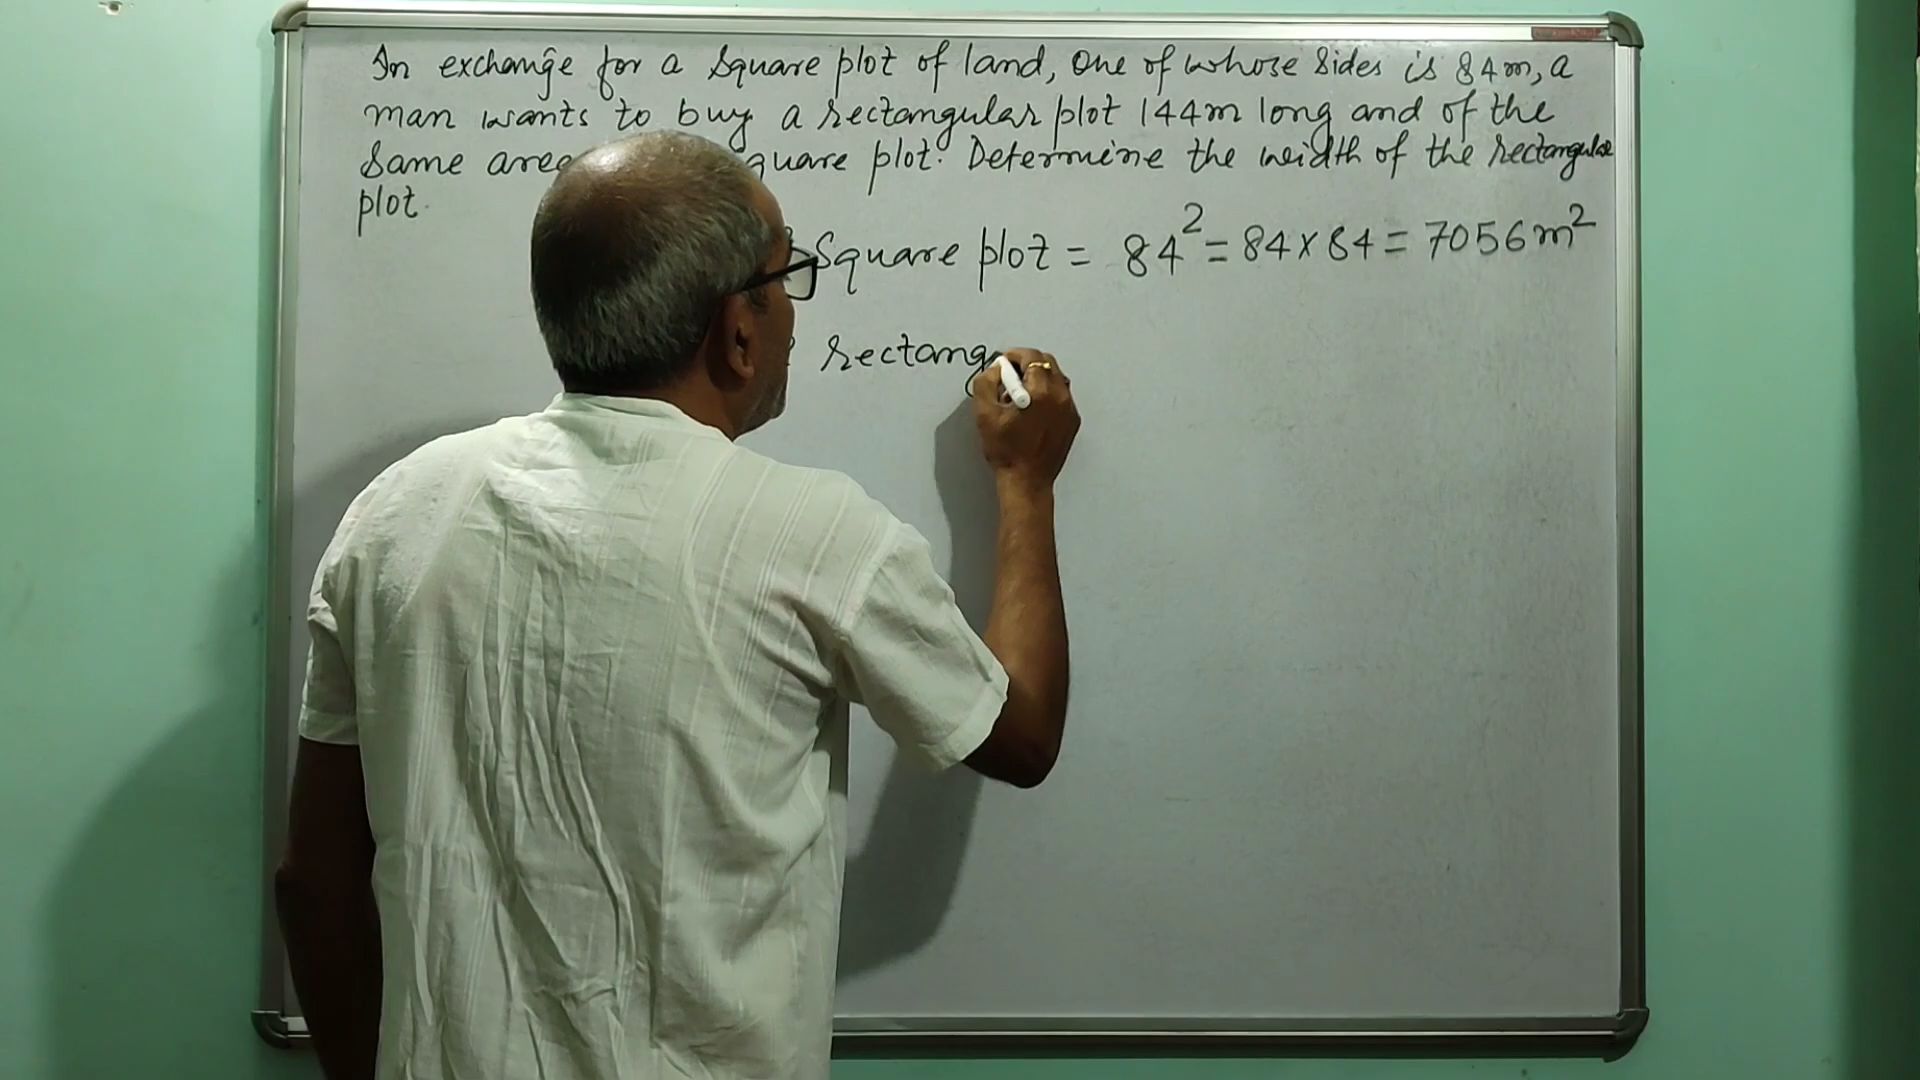 In exchange for a square plot of land, one of whose sides is 84m, a
man wants to buy a rectangular plot 144m long and of the
same area quare plot. Determine the width of the rectangular
plot.
Square plot = 84² = 84 x 84 = 7056 m²
rectang